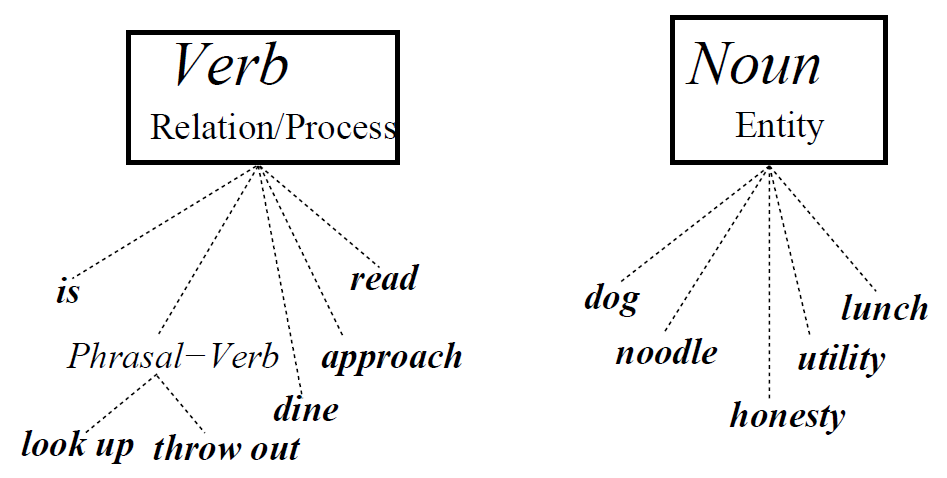 Verb
Relation/Process
Noun
Entity
is
read
dog
lunch
Phrasal-Verb
approach
noodle
utility
dine
honesty
look up
throw out